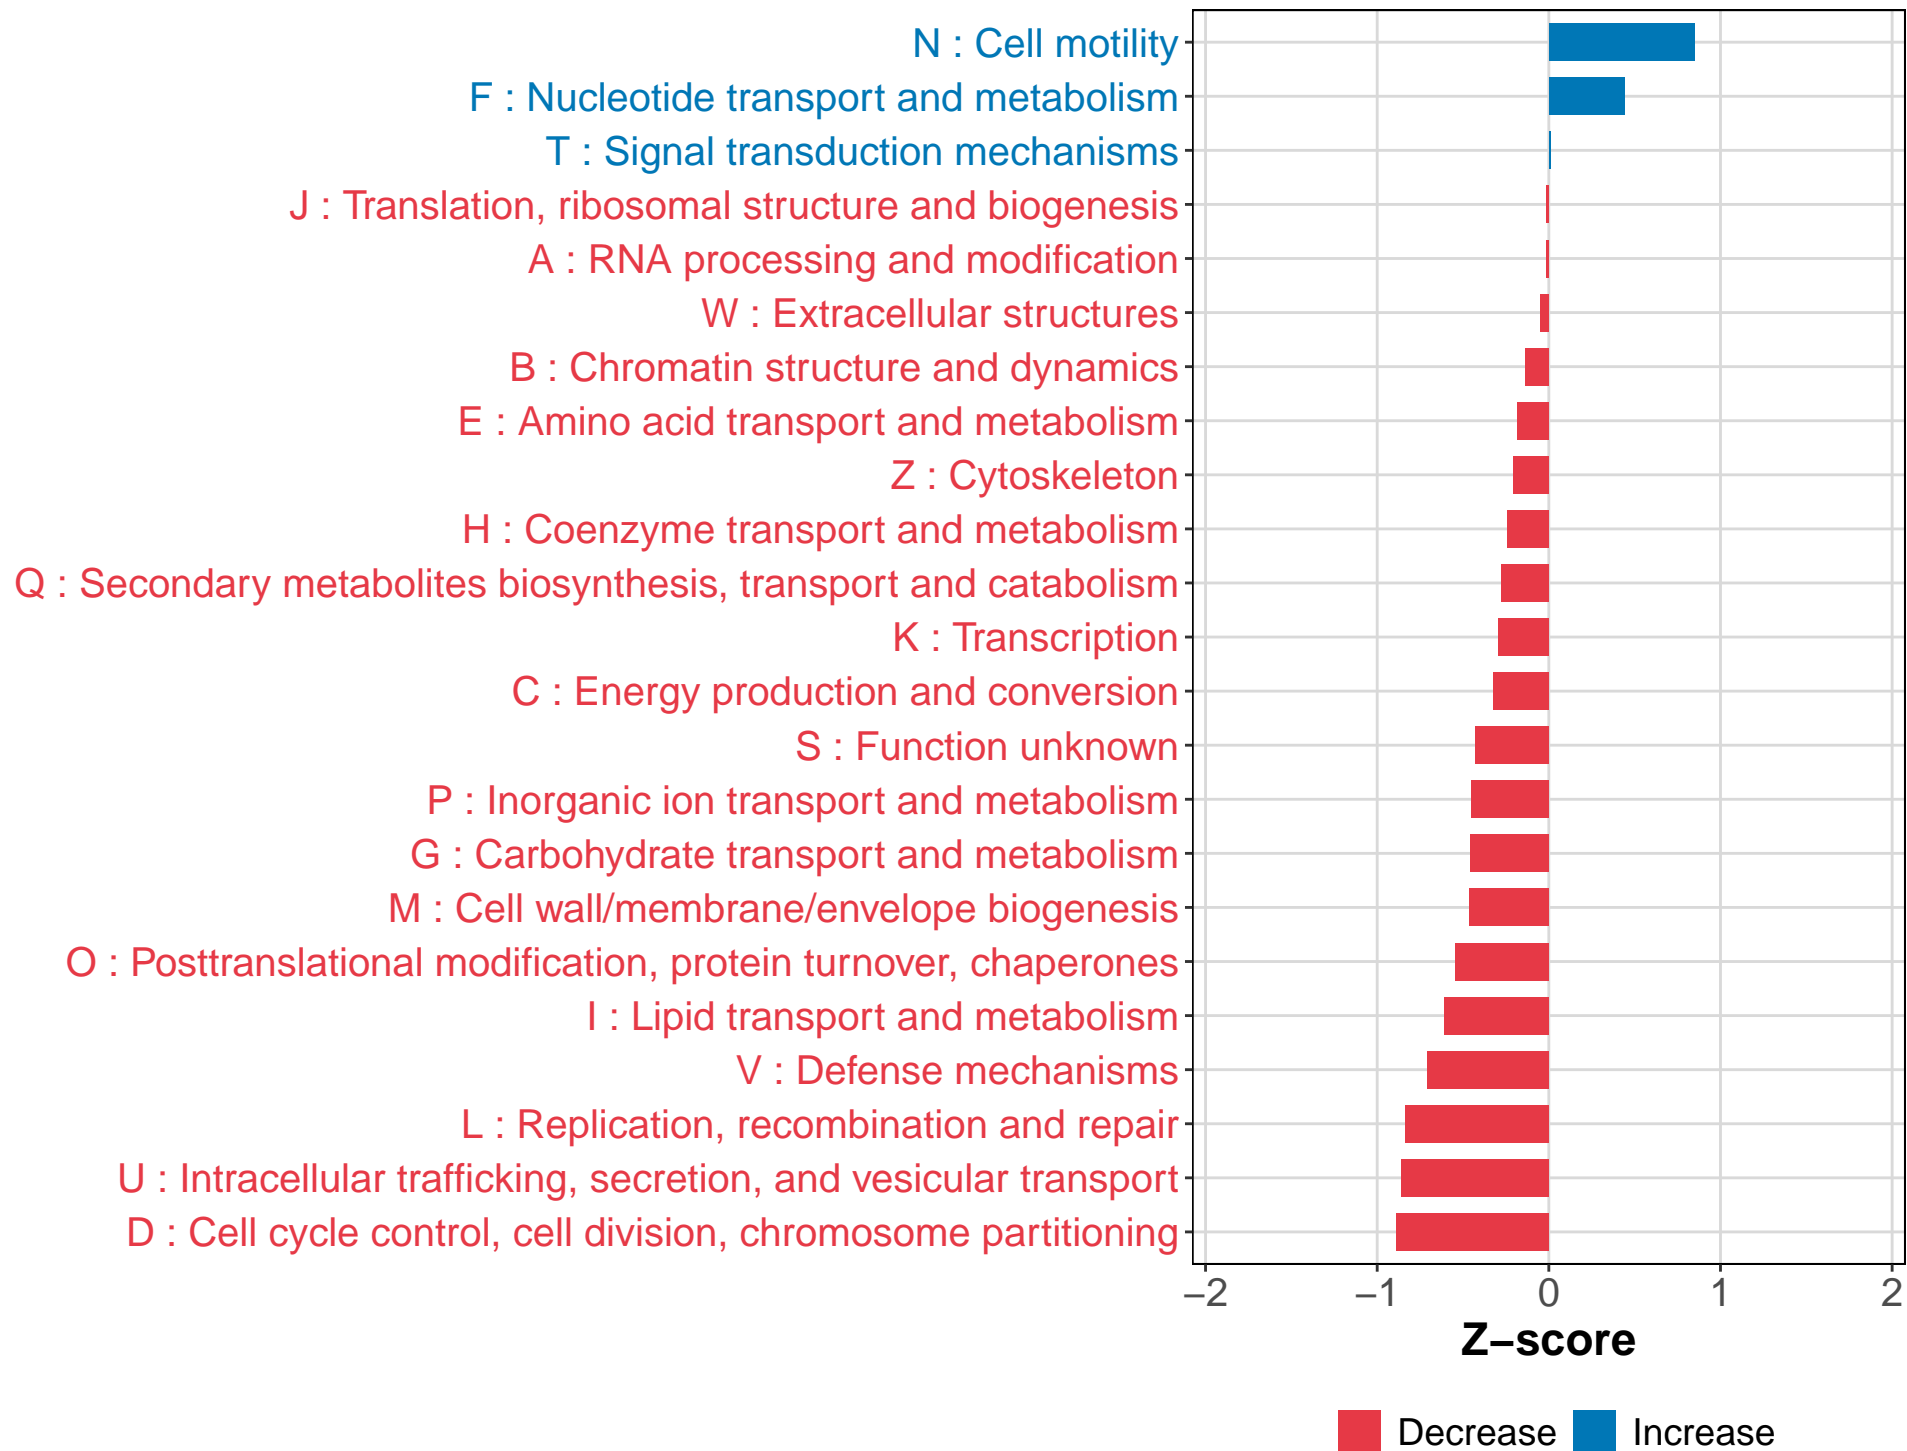 N : Cell motility
F : Nucleotide transport and metabolism
T : Signal transduction mechanisms
J : Translation, ribosomal structure and biogenesis
A : RNA processing and modification
W : Extracellular structures
B : Chromatin structure and dynamics
E : Amino acid transport and metabolism
Z : Cytoskeleton
H : Coenzyme transport and metabolism
Q : Secondary metabolites biosynthesis, transport and catabolism
K : Transcription
C : Energy production and conversion
S : Function unknown
P : Inorganic ion transport and metabolism
G : Carbohydrate transport and metabolism
M : Cell wall/membrane/envelope biogenesis
O : Posttranslational modification, protein turnover, chaperones
I : Lipid transport and metabolism
V : Defense mechanisms
L : Replication, recombination and repair
U : Intracellular trafficking, secretion, and vesicular transport
D : Cell cycle control, cell division, chromosome partitioning
−2 −1 0 1 2
Z−score
Decrease Increase